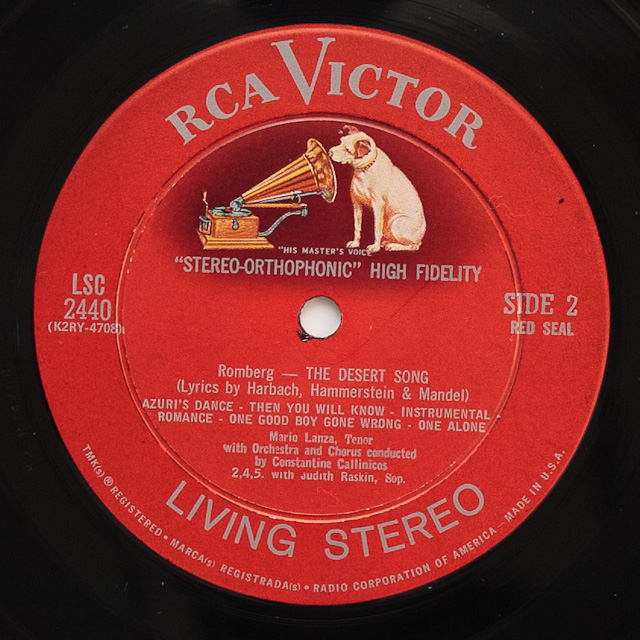 RCA VICTOR
"HIS MASTER'S VOICE"
"STEREO-ORTHOPHONIC" HIGH FIDELITY
LSC
2440
(K2RY-4708)
SIDE 2
RED SEAL
Romberg — THE DESERT SONG
(Lyrics by Harbach, Hammerstein & Mandel)
AZURI'S DANCE - THEN YOU WILL KNOW - INSTRUMENTAL -
ROMANCE - ONE GOOD BOY GONE WRONG - ONE ALONE
Mario Lanza, Tenor
with Orchestra and Chorus conducted
by Constantine Callinicos
2,4,5. with Judith Raskin, Sop.
LIVING STEREO
TMK(s) ® REGISTERED • MARCA(s) REGISTRADA(s) • RADIO CORPORATION OF AMERICA — MADE IN U.S.A.